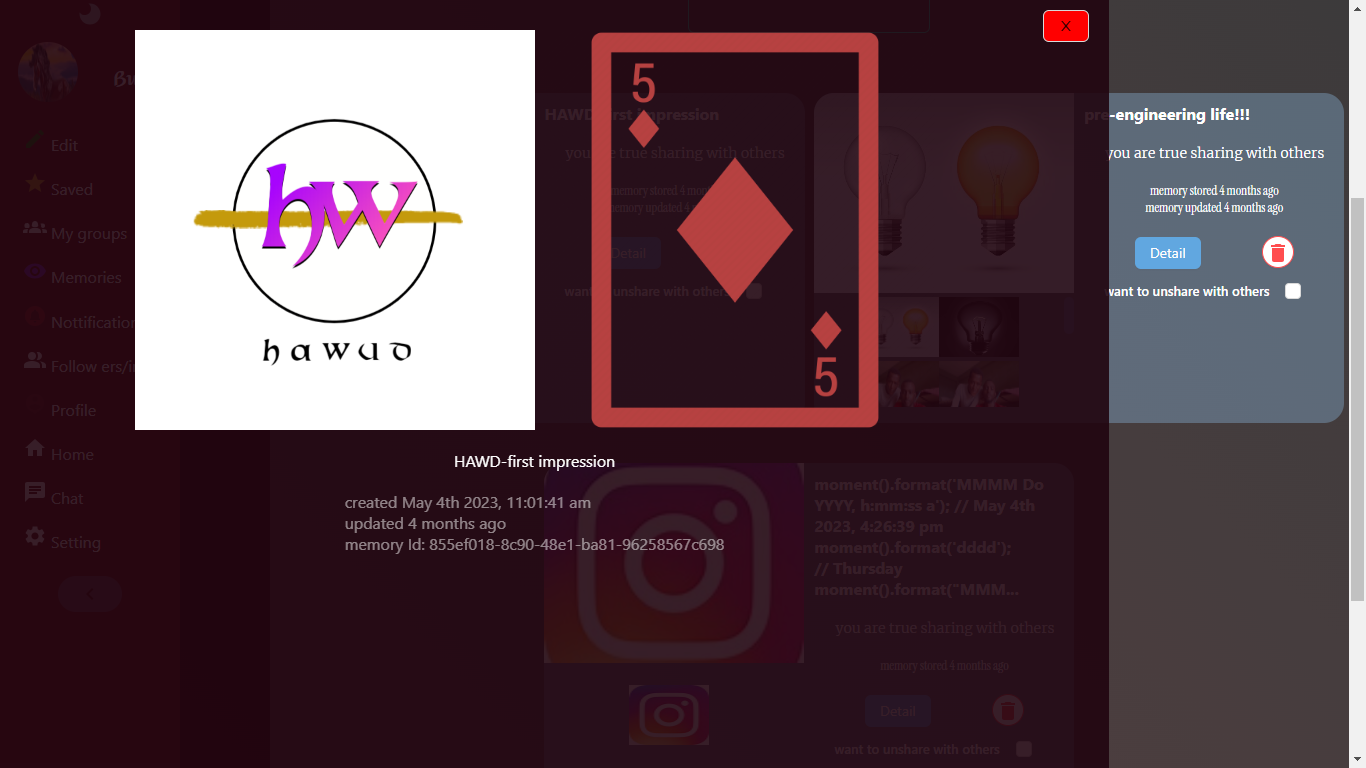 X
Edit
Saved
My groups
Memories
Nottification
Profile
Home
Chat
Setting
hw
hawud
5
5
HAWD-first impression
created May 4th 2023, 11:01:41 am
updated 4 months ago
memory Id: 855ef018-8c90-48e1-ba81-96258567c698
HAWD-first impression
you are true sharing with others
memory stored 4 months ago
memory updated 4 months ago
Detail
want to unshare with others
pre-engineering life!!!
you are true sharing with others
memory stored 4 months ago
memory updated 4 months ago
Detail
want to unshare with others
moment().format('MMMM Do
YYYY, h:mm:ss a'); // May 4th
2023, 4:26:39 pm
moment().format('dddd');
// Thursday
moment().format("MMM...
you are true sharing with others
memory stored 4 months ago
Detail
want to unshare with others